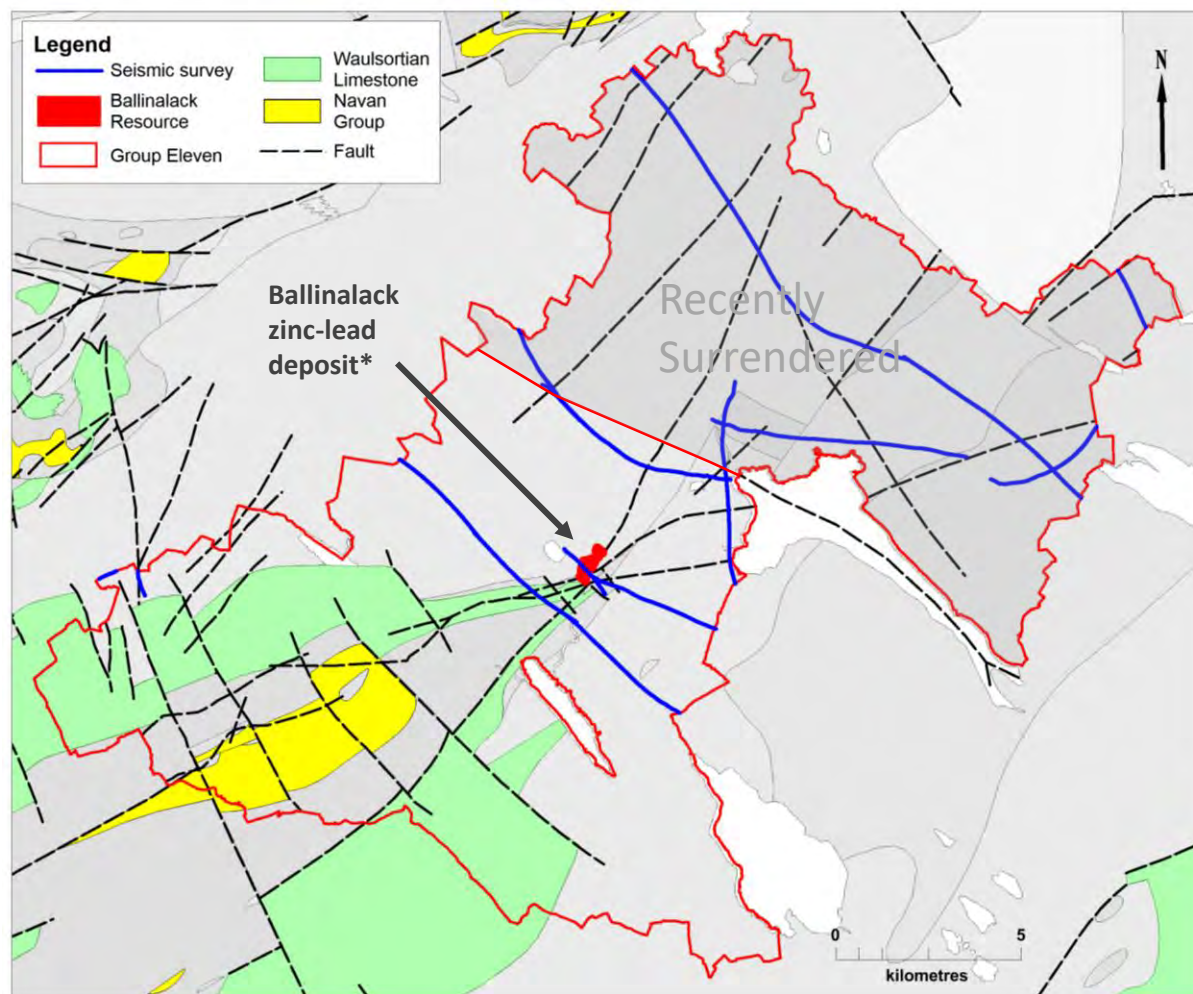 Legend
Seismic survey
Ballinalack
Resource
Group Eleven
Waulsortian
Limestone
Navan
Group
Fault
N
Ballinalack
zinc-lead
deposit*
Recently
Surrendered
0 5
kilometres